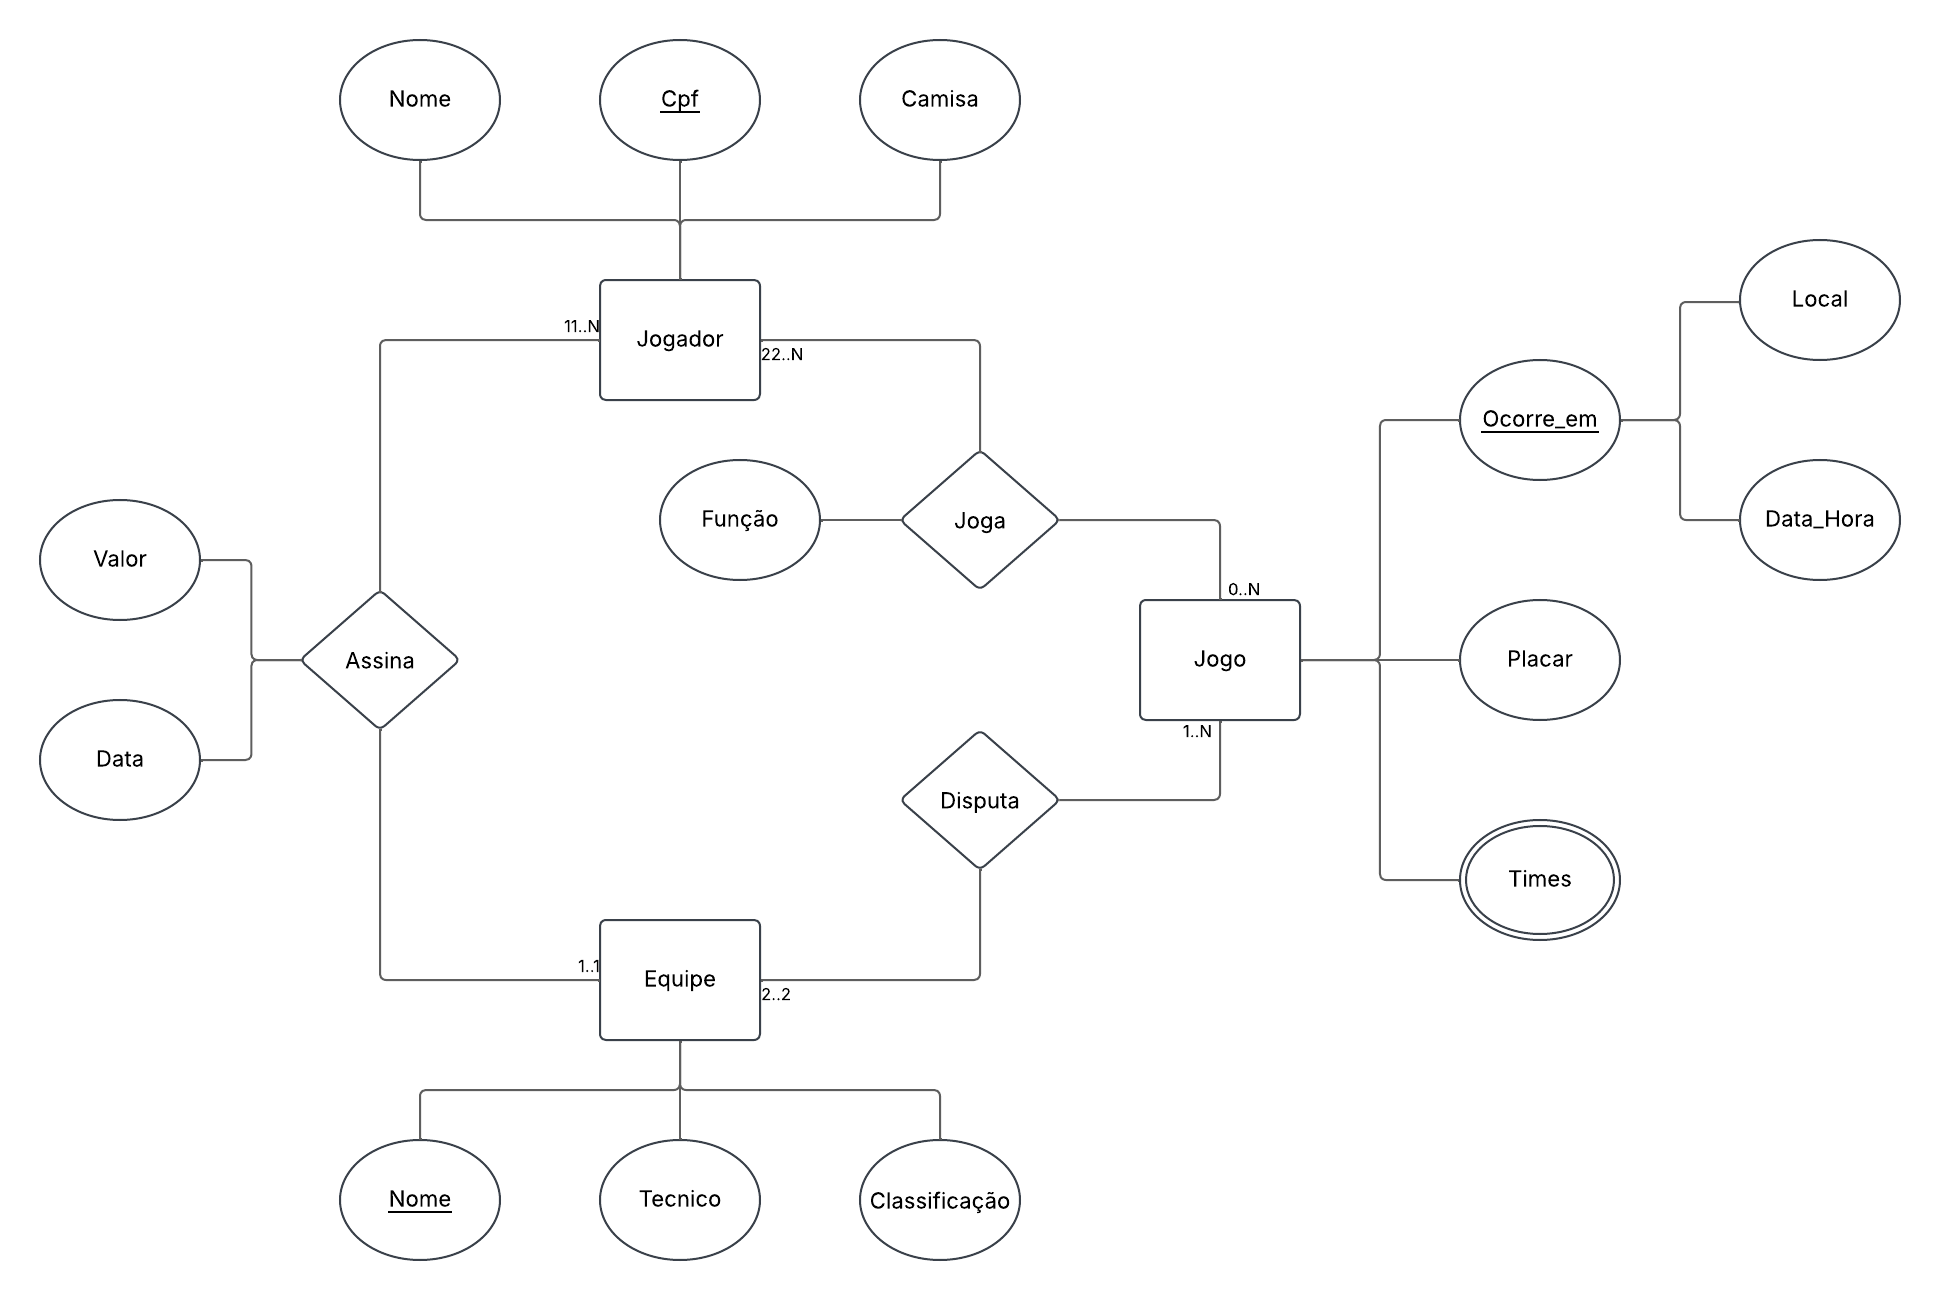 Nome
Cpf
Camisa
11..N
Jogador
22..N
Local
Ocorre_em
Valor
Função
Joga
Data_Hora
0..N
Assina
Jogo
Placar
1..N
Data
Disputa
Times
1..1
Equipe
2..2
Nome
Tecnico
Classificação